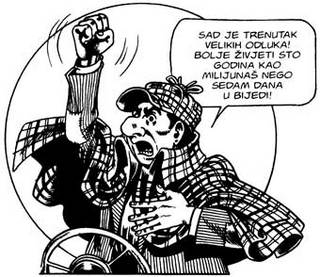 SAD JE TRENUTAK
VELIKIH ODLUKA!
BOLJE ŽIVJETI STO
GODINA KAO
MILIJUNAŠ NEGO
SEDAM DANA
U BIJEDI!